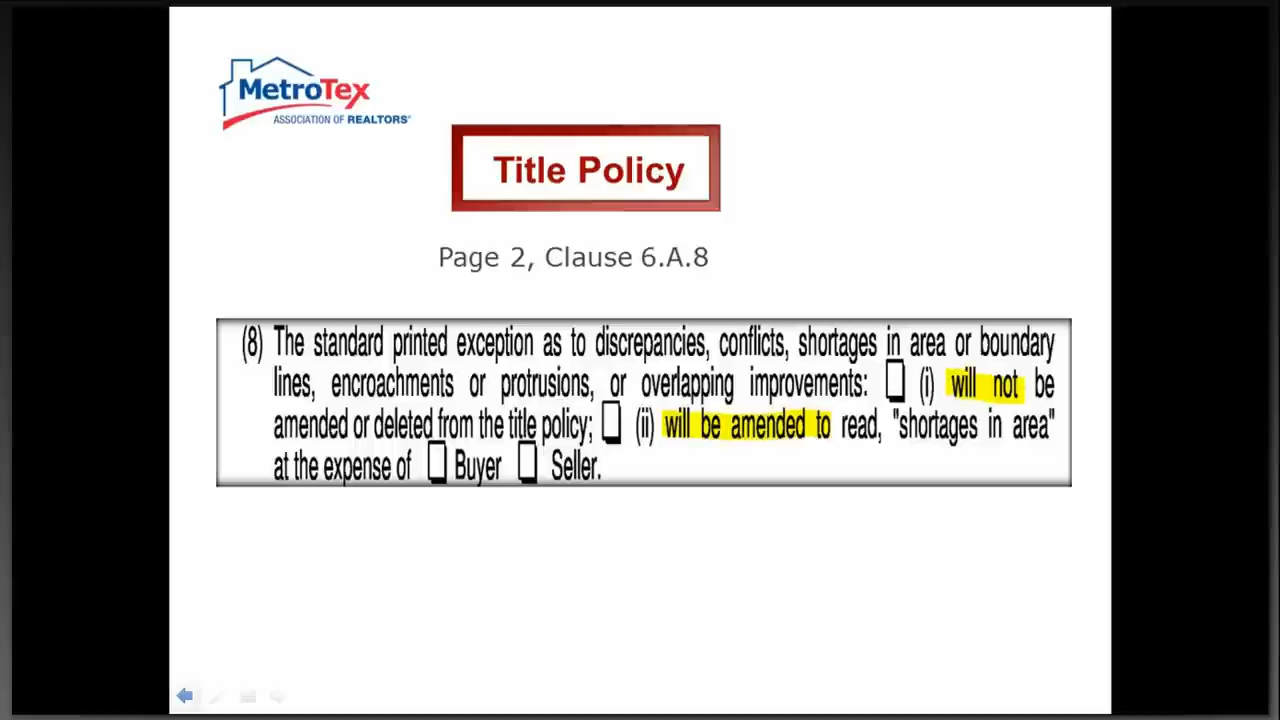 MetroTex
ASSOCIATION OF REALTORS®
Title Policy
Page 2, Clause 6.A.8
(8) The standard printed exception as to discrepancies, conflicts, shortages in area or boundary
lines, encroachments or protrusions, or overlapping improvements: ☐ (i) will not be
amended or deleted from the title policy; ☐ (ii) will be amended to read, "shortages in area"
at the expense of ☐ Buyer ☐ Seller.